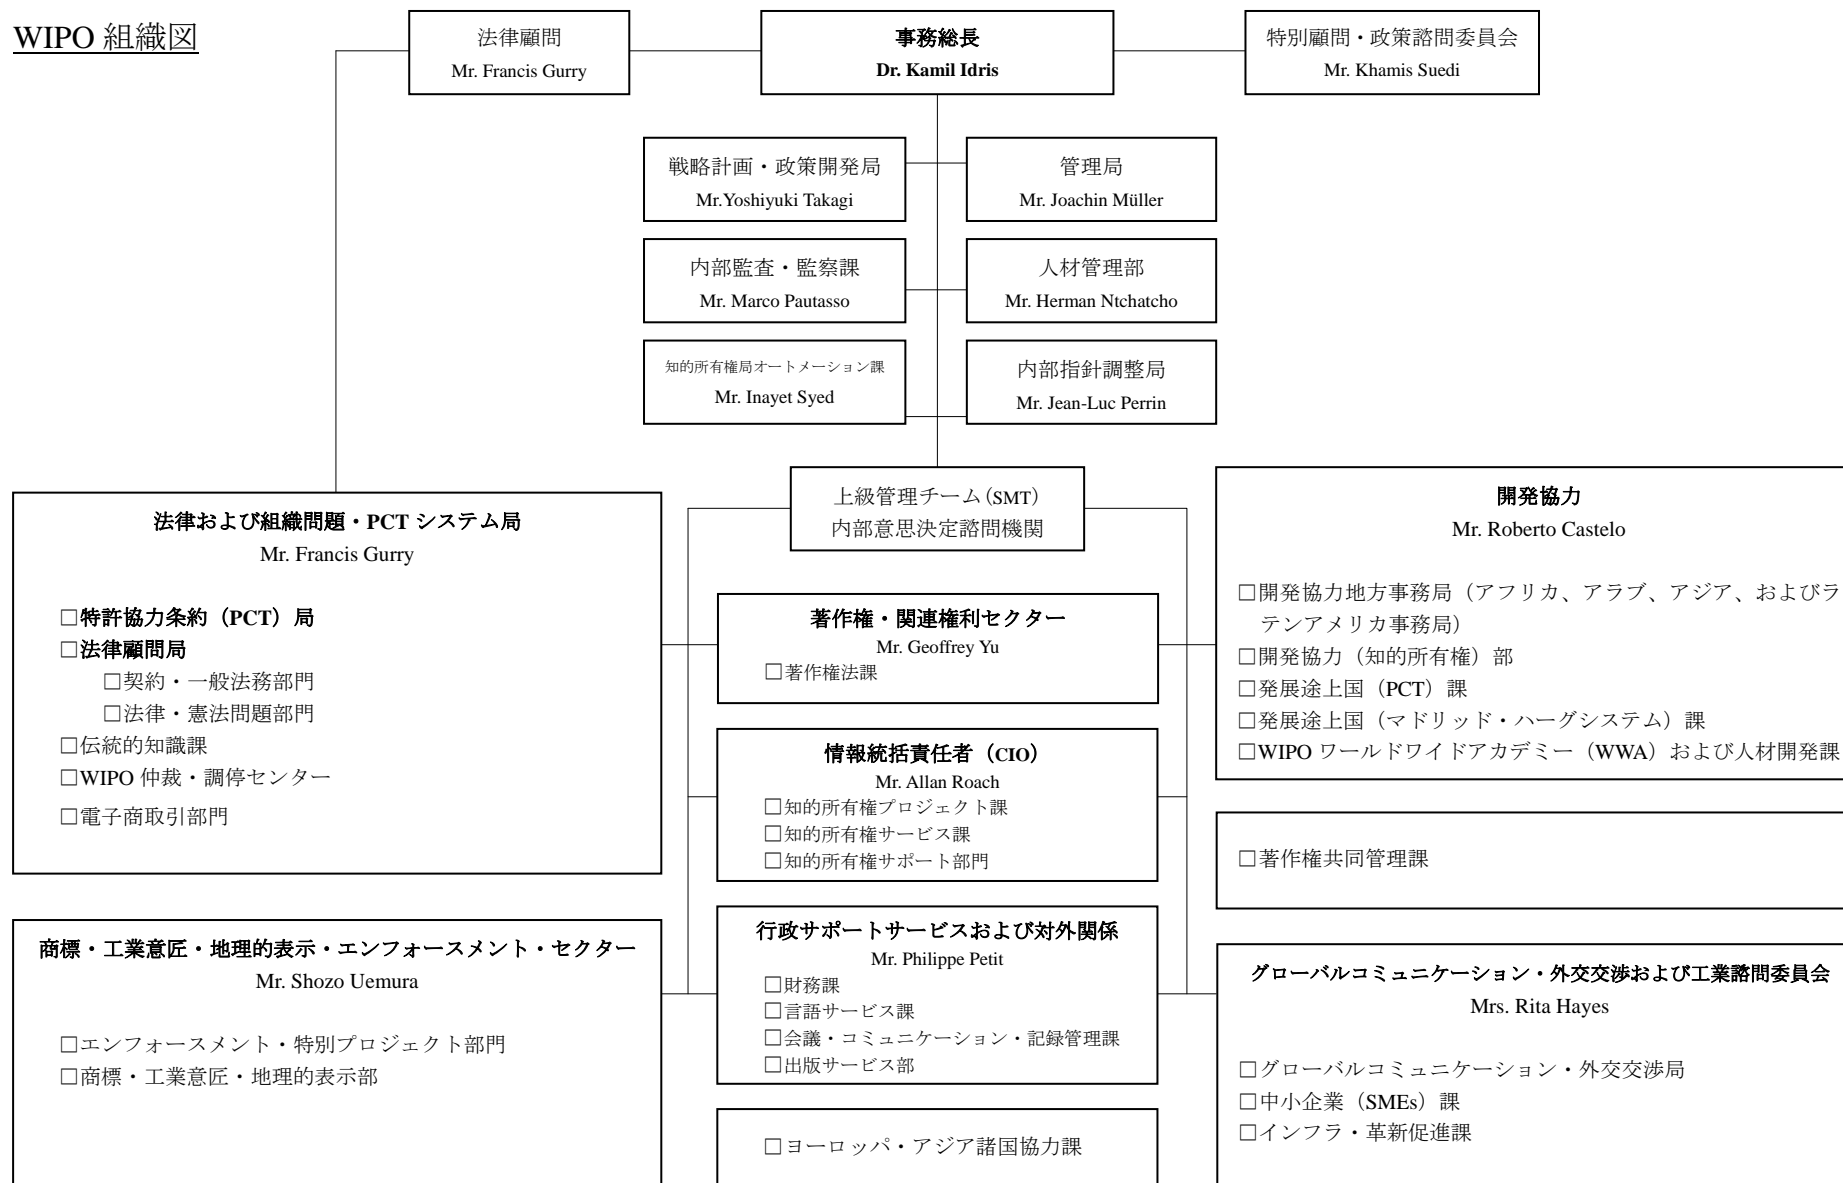 WIPO 組織図
法律顧問
Mr. Francis Gurry
事務総長
Dr. Kamil Idris
特別顧問・政策諮問委員会
Mr. Khamis Suedi
戦略計画・政策開発局
Mr.Yoshiyuki Takagi
管理局
Mr. Joachin Müller
内部監査・監察課
Mr. Marco Pautasso
人材管理部
Mr. Herman Ntchatcho
知的所有権局オートメーション課
Mr. Inayet Syed
内部指針調整局
Mr. Jean-Luc Perrin
上級管理チーム（SMT）
内部意思決定諮問機関
法律および組織問題・PCT システム局
Mr. Francis Gurry
□特許協力条約（PCT）局
□法律顧問局
□契約・一般法務部門
□法律・憲法問題部門
□伝統的知識課
□WIPO 仲裁・調停センター
□電子商取引部門
著作権・関連権利セクター
Mr. Geoffrey Yu
□著作権法課
情報統括責任者（CIO）
Mr. Allan Roach
□知的所有権プロジェクト課
□知的所有権サービス課
□知的所有権サポート部門
開発協力
Mr. Roberto Castelo
□開発協力地方事務局（アフリカ、アラブ、アジア、およびラ
テンアメリカ事務局）
□開発協力（知的所有権）部
□発展途上国（PCT）課
□発展途上国（マドリッド・ハーグシステム）課
□WIPO ワールドワイドアカデミー（WWA）および人材開発課
□著作権共同管理課
商標・工業意匠・地理的表示・エンフォースメント・セクター
Mr. Shozo Uemura
□エンフォースメント・特別プロジェクト部門
□商標・工業意匠・地理的表示部
行政サポートサービスおよび対外関係
Mr. Philippe Petit
□財務課
□言語サービス課
□会議・コミュニケーション・記録管理課
□出版サービス部
□ヨーロッパ・アジア諸国協力課
グローバルコミュニケーション・外交交渉および工業諮問委員会
Mrs. Rita Hayes
□グローバルコミュニケーション・外交交渉局
□中小企業（SMEs）課
□インフラ・革新促進課